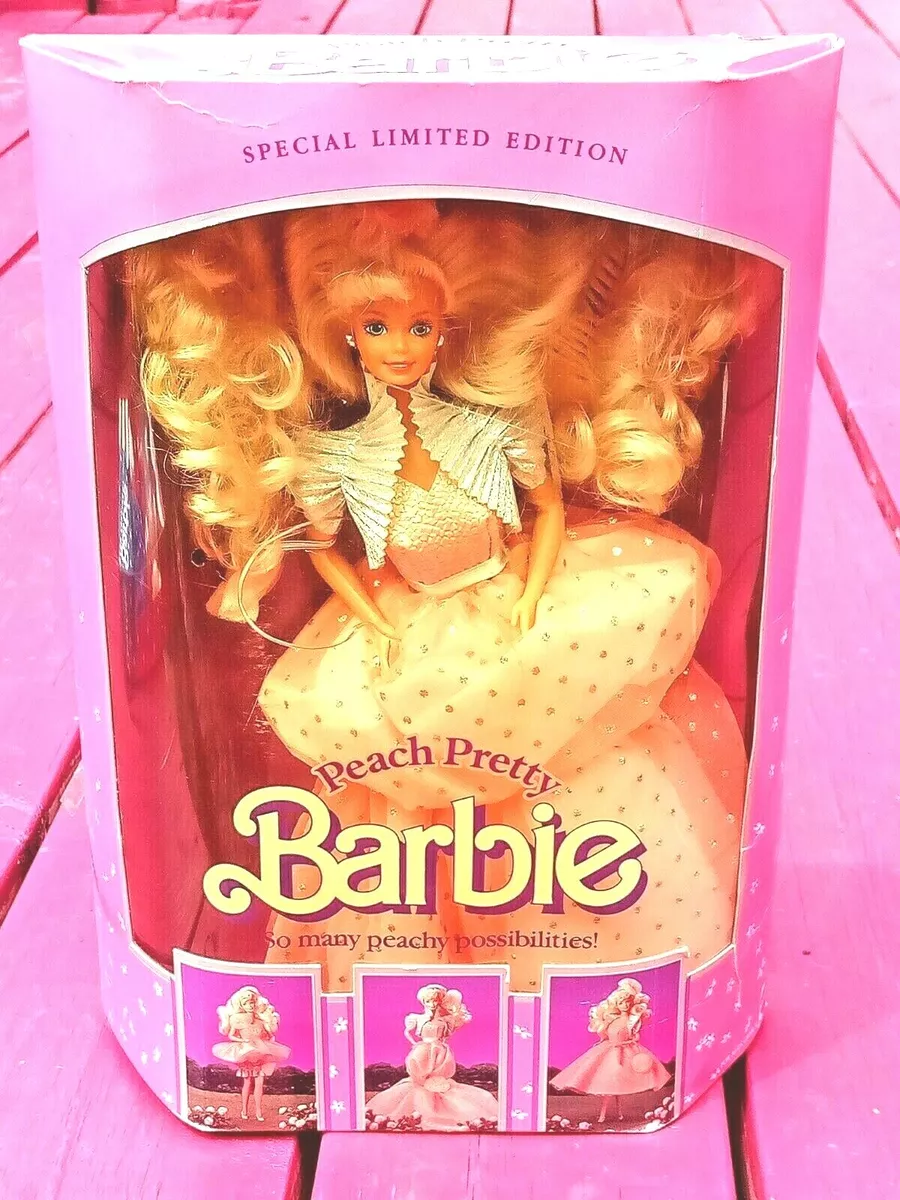 SPECIAL LIMITED EDITION
Peach Pretty
Barbie
So many peachy possibilities!